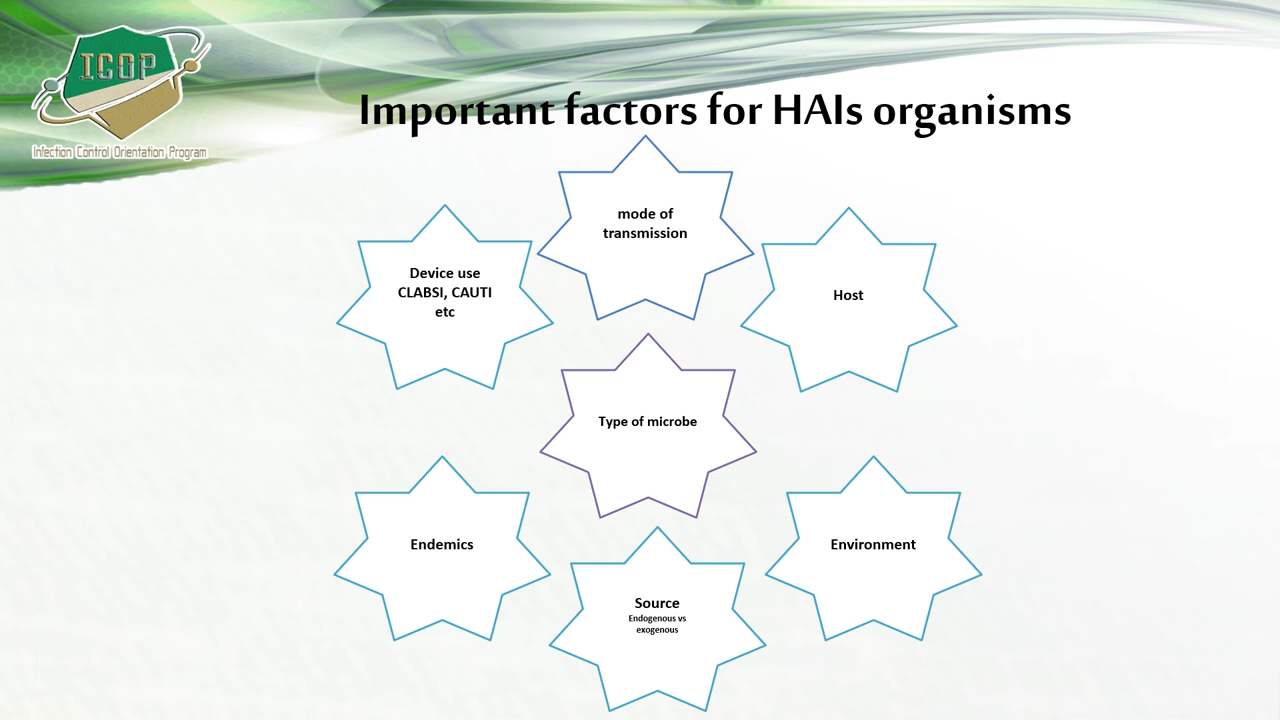 ICOP
Infection Control Orientation Program
Important factors for HAIs organisms
mode of
transmission
Device use
CLABSI, CAUTI
etc
Host
Type of microbe
Endemics
Environment
Source
Endogenous vs
exogenous